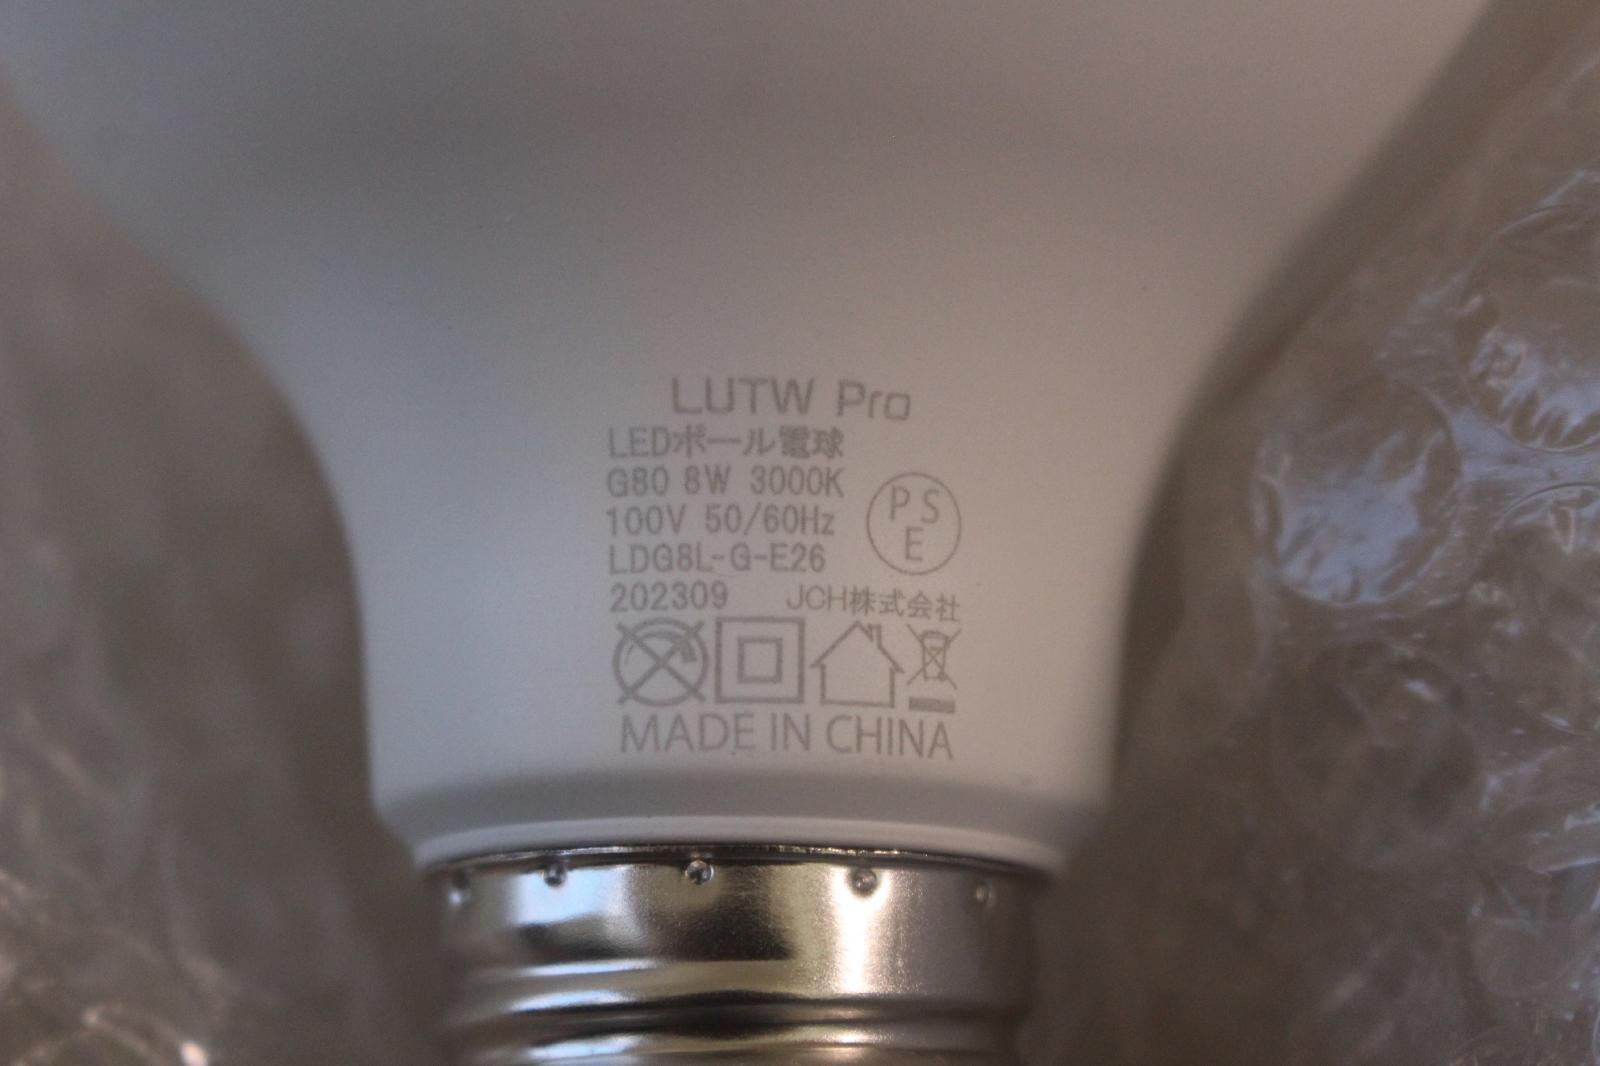 LUTW Pro
LEDボール電球
G80 8W 3000K
100V 50/60Hz
PSE
LDG8L-G-E26
202309 JCH株式会社
MADE IN CHINA